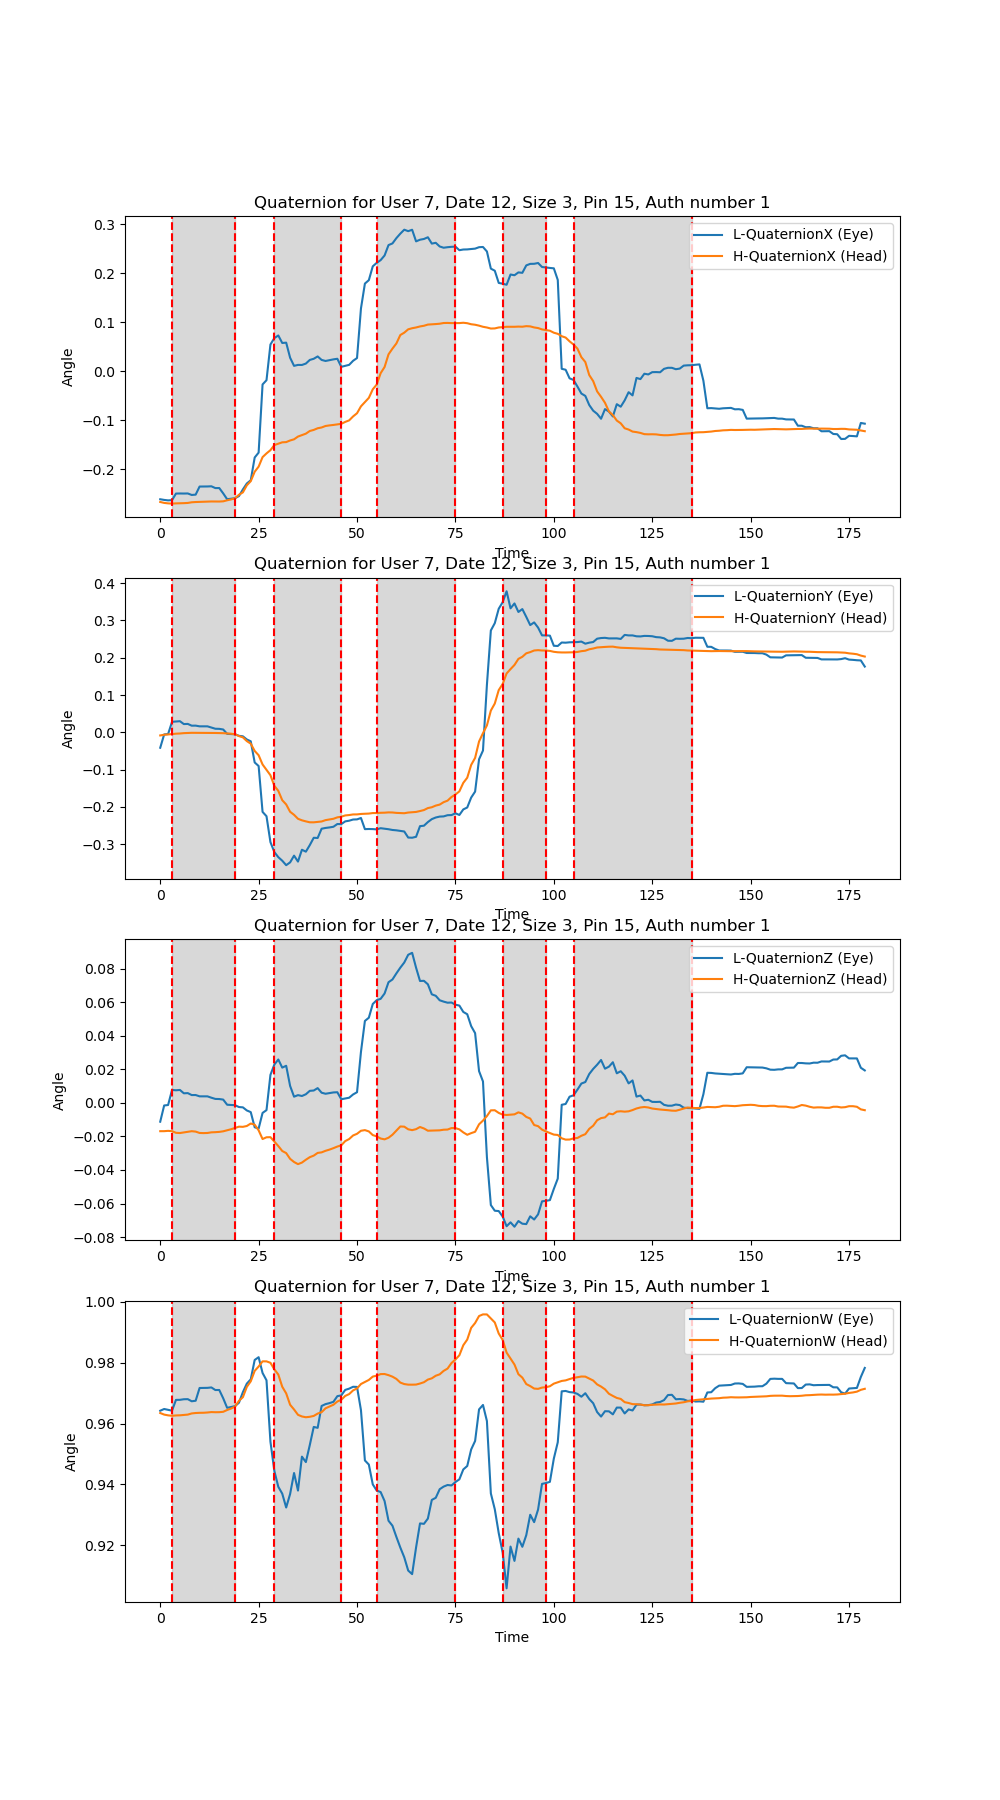 Quaternion for User 7, Date 12, Size 3, Pin 15, Auth number 1
L-QuaternionX (Eye)
H-QuaternionX (Head)
0.3
0.2
0.1
0.0
−0.1
−0.2
Angle
0 25 50 75 100 125 150 175
Time
Quaternion for User 7, Date 12, Size 3, Pin 15, Auth number 1
L-QuaternionY (Eye)
H-QuaternionY (Head)
0.4
0.3
0.2
0.1
0.0
−0.1
−0.2
−0.3
Angle
0 25 50 75 100 125 150 175
Time
Quaternion for User 7, Date 12, Size 3, Pin 15, Auth number 1
L-QuaternionZ (Eye)
H-QuaternionZ (Head)
0.08
0.06
0.04
0.02
0.00
−0.02
−0.04
−0.06
−0.08
Angle
0 25 50 75 100 125 150 175
Time
Quaternion for User 7, Date 12, Size 3, Pin 15, Auth number 1
L-QuaternionW (Eye)
H-QuaternionW (Head)
1.00
0.98
0.96
0.94
0.92
Angle
0 25 50 75 100 125 150 175
Time